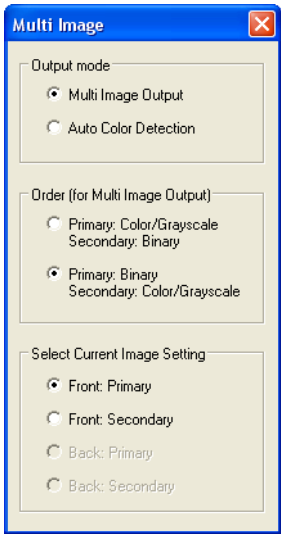 Multi Image
Output mode
Multi Image Output
Auto Color Detection
Order (for Multi Image Output)
Primary: Color/Grayscale
Secondary: Binary
Primary: Binary
Secondary: Color/Grayscale
Select Current Image Setting
Front: Primary
Front: Secondary
Back: Primary
Back: Secondary